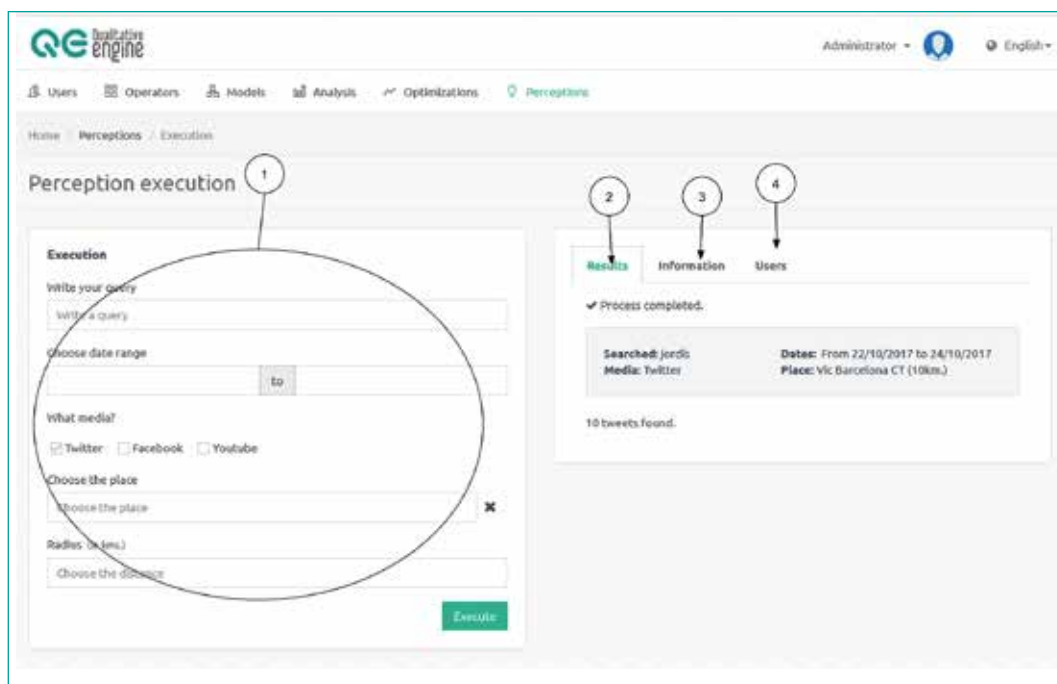 QE Qualitative engine
Administrator
English
Users Operators Models Analysis Optimizations Perceptions
Home / Perceptions / Execution
Perception execution
1
2
3
4
Execution
Write your query
Write a query
Choose date range
to
What media?
Twitter Facebook Youtube
Choose the place
Choose the place
Radius (in kms.)
Choose the distance
Execute
Results Information Users
Process completed.
Searched: jordis
Dates: From 22/10/2017 to 24/10/2017
Media: Twitter
Place: Vic Barcelona CT (10km.)
10 tweets found.